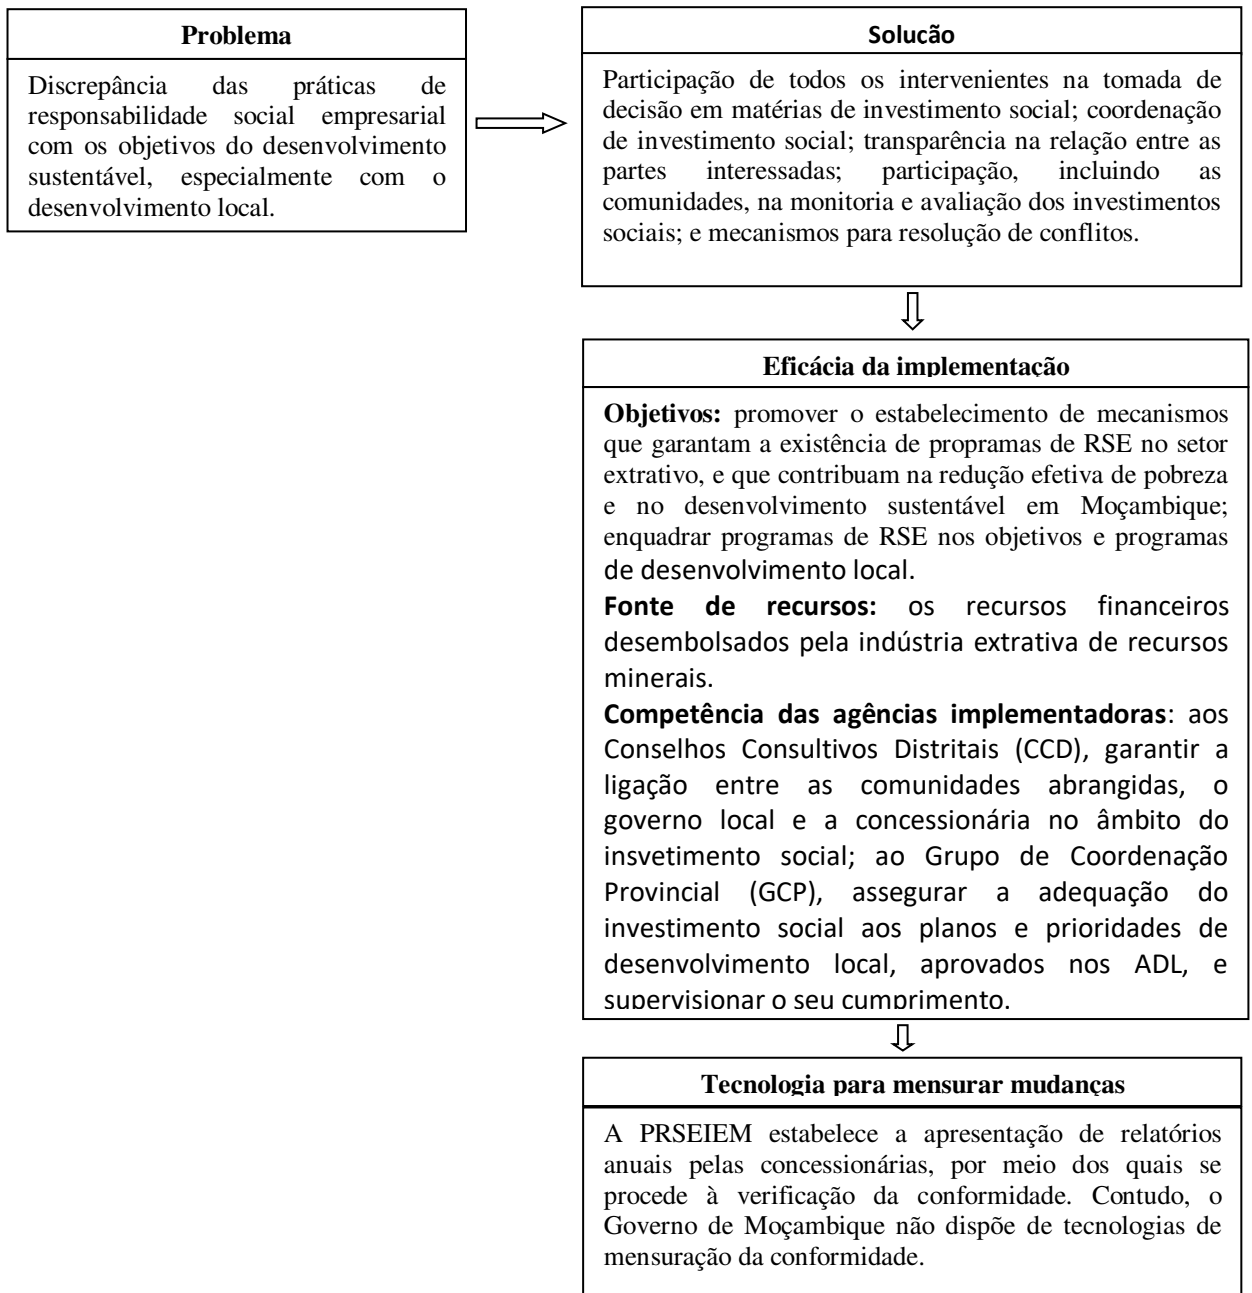 Problema
Discrepância das práticas de
responsabilidade social empresarial
com os objetivos do desenvolvimento
sustentável, especialmente com o
desenvolvimento local.
Solucão
Participação de todos os intervenientes na tomada de
decisão em matérias de investimento social; coordenação
de investimento social; transparência na relação entre as
partes interessadas; participação, incluindo as
comunidades, na monitoria e avaliação dos investimentos
sociais; e mecanismos para resolução de conflitos.
Eficácia da implementação
Objetivos: promover o estabelecimento de mecanismos
que garantam a existência de propramas de RSE no setor
extrativo, e que contribuam na redução efetiva de pobreza
e no desenvolvimento sustentável em Moçambique;
enquadrar programas de RSE nos objetivos e programas
de desenvolvimento local.
Fonte de recursos: os recursos financeiros
desembolsados pela indústria extrativa de recursos
minerais.
Competência das agências implementadoras: aos
Conselhos Consultivos Distritais (CCD), garantir a
ligação entre as comunidades abrangidas, o
governo local e a concessionária no âmbito do
insvetimento social; ao Grupo de Coordenação
Provincial (GCP), assegurar a adequação do
investimento social aos planos e prioridades de
desenvolvimento local, aprovados nos ADL, e
supervisionar o seu cumprimento.
Tecnologia para mensurar mudanças
A PRSEIEM estabelece a apresentação de relatórios
anuais pelas concessionárias, por meio dos quais se
procede à verificação da conformidade. Contudo, o
Governo de Moçambique não dispõe de tecnologias de
mensuração da conformidade.